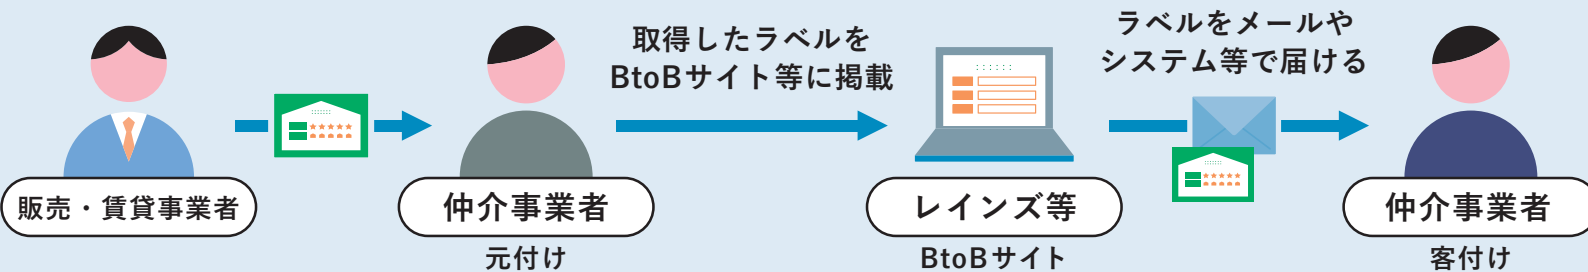 取得したラベルを
BtoBサイト等に掲載
ラベルをメールや
システム等で届ける
販売・賃貸事業者
仲介事業者
元付け
レインズ等
BtoBサイト
仲介事業者
客付け